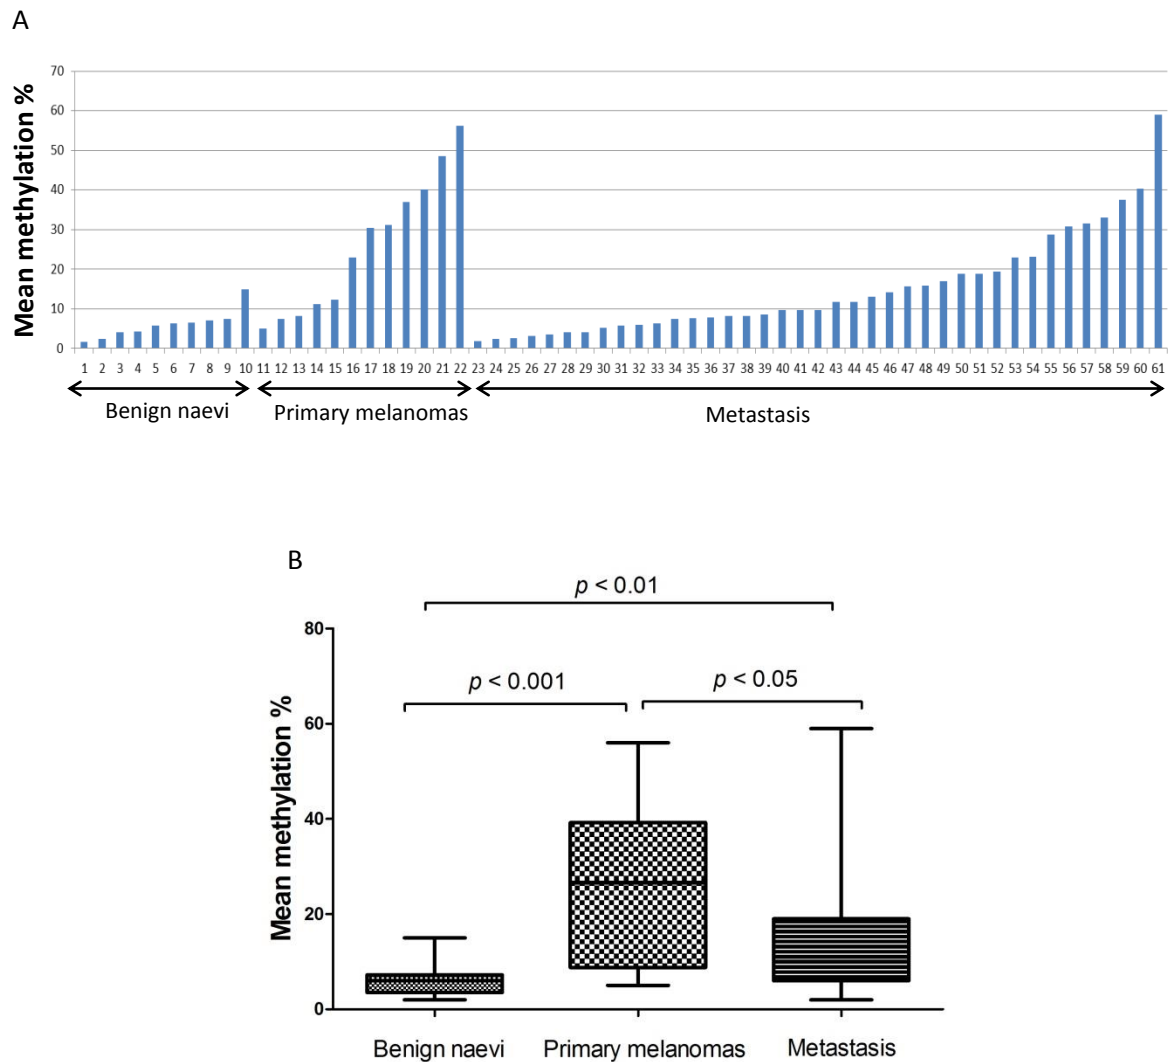 A
Mean methylation %
70
60
50
40
30
20
10
0
1 2 3 4 5 6 7 8 9 10 11 12 13 14 15 16 17 18 19 20 21 22 23 24 25 26 27 28 29 30 31 32 33 34 35 36 37 38 39 40 41 42 43 44 45 46 47 48 49 50 51 52 53 54 55 56 57 58 59 60 61
Benign naevi Primary melanomas Metastasis
B
Mean methylation %
p < 0.01
80
p < 0.001 p < 0.05
60
40
20
0
Benign naevi Primary melanomas Metastasis